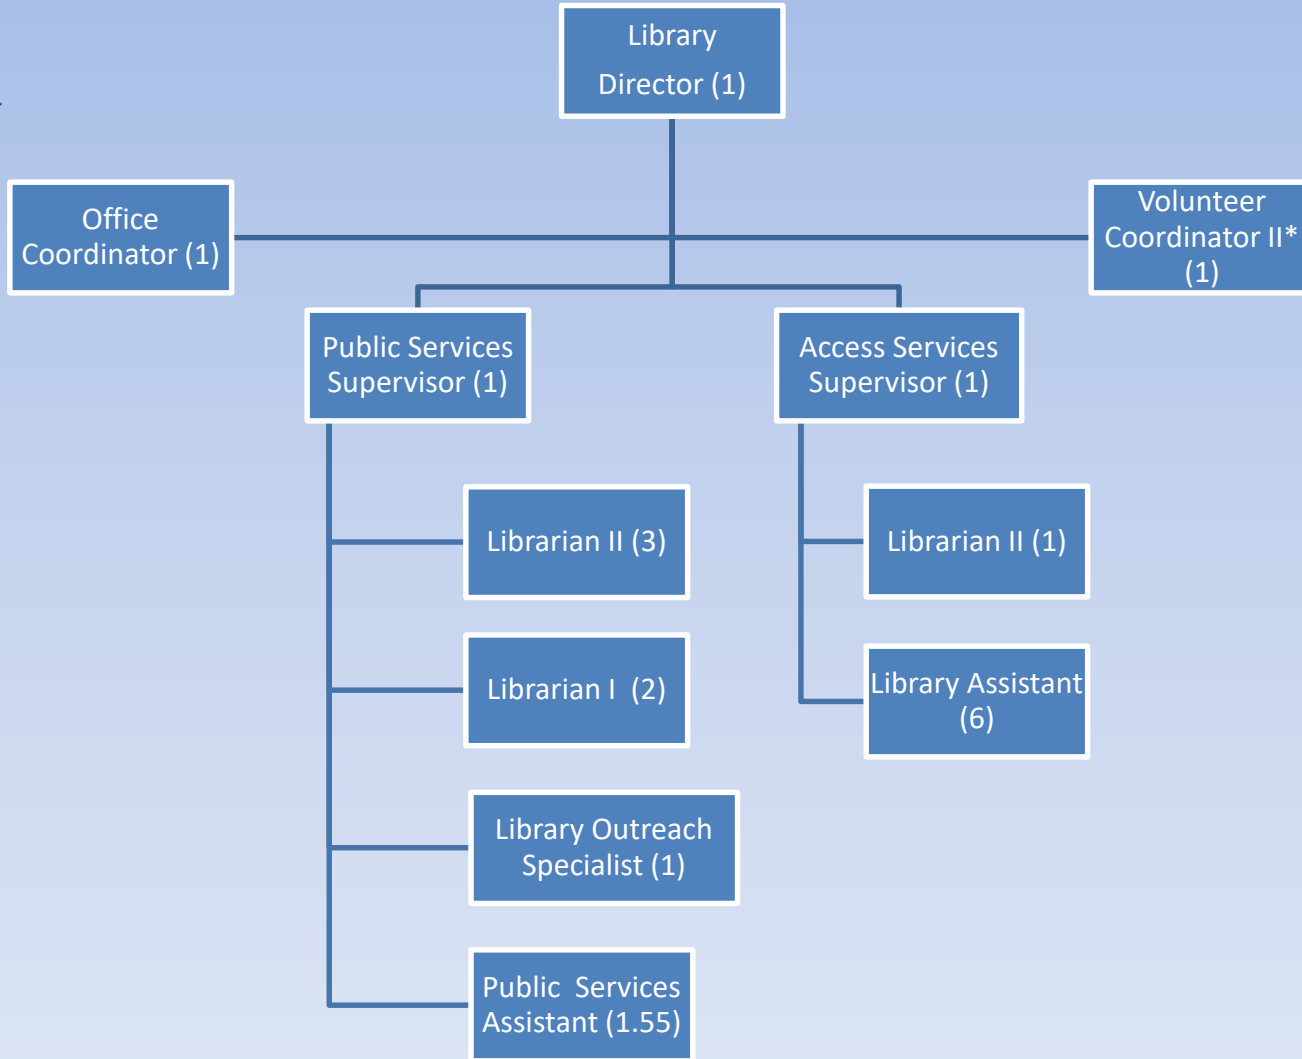 Library
Director (1)
Office
Coordinator (1)
Volunteer
Coordinator II*
(1)
Public Services
Supervisor (1)
Access Services
Supervisor (1)
Librarian II (3)
Librarian II (1)
Librarian I (2)
Library Assistant
(6)
Library Outreach
Specialist (1)
Public Services
Assistant (1.55)